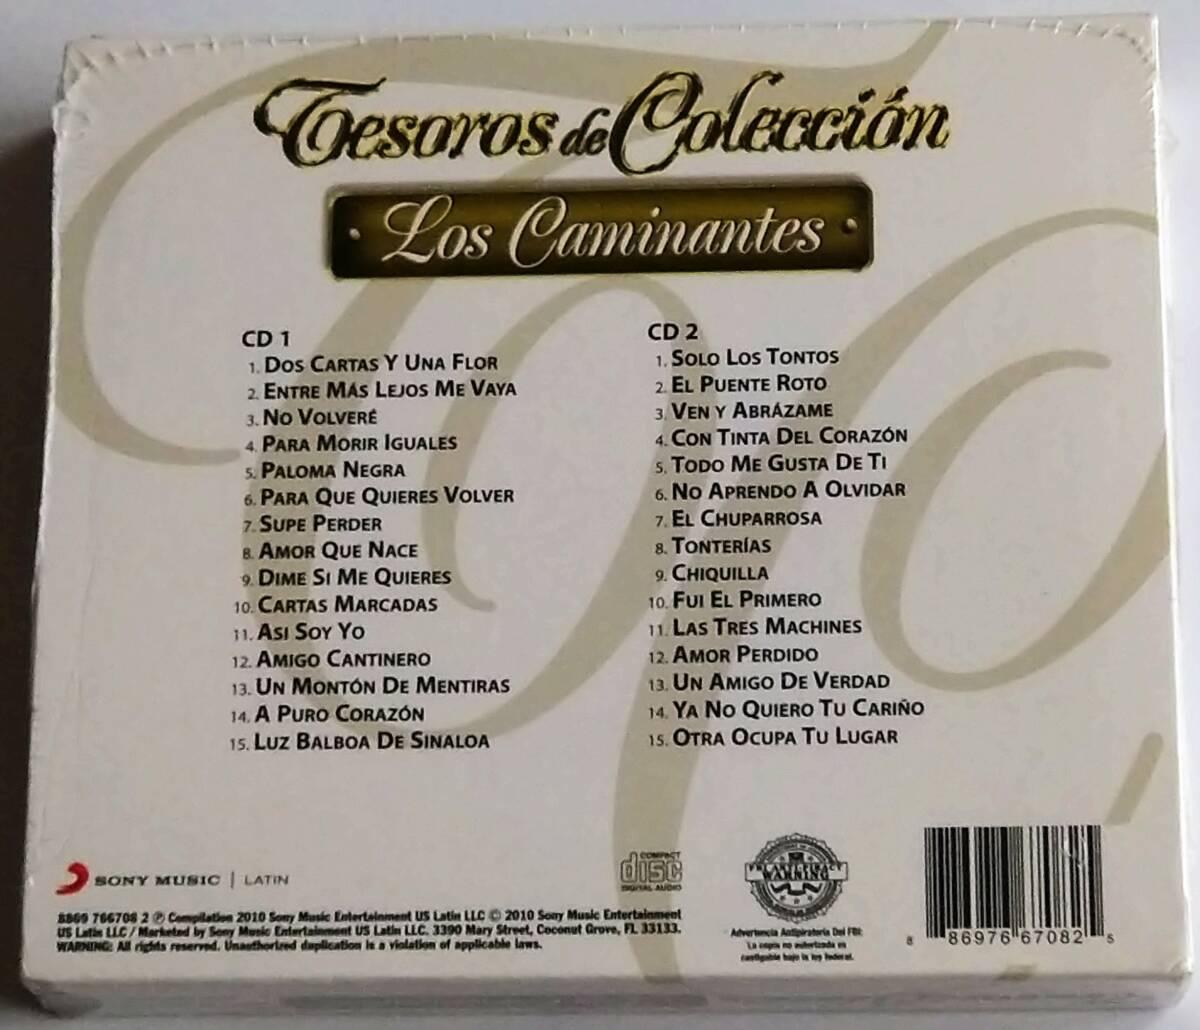 Tesoros de Colección
Los Caminantes
CD 1
1. Dos Cartas Y Una Flor
2. Entre Más Lejos Me Vaya
3. No Volveré
4. Para Morir Iguales
5. Paloma Negra
6. Para Que Quieres Volver
7. Supe Perder
8. Amor Que Nace
9. Dime Si Me Quieres
10. Cartas Marcadas
11. Asi Soy Yo
12. Amigo Cantinero
13. Un Montón De Mentiras
14. A Puro Corazón
15. Luz Balboa De Sinaloa
CD 2
1. Solo Los Tontos
2. El Puente Roto
3. Ven y Abrázame
4. Con Tinta Del Corazón
5. Todo Me Gusta De Ti
6. No Aprendo A Olvidar
7. El Chuparrosa
8. Tonterías
9. Chiquilla
10. Fui El Primero
11. Las Tres Machines
12. Amor Perdido
13. Un Amigo De Verdad
14. Ya No Quiero Tu Cariño
15. Otra Ocupa Tu Lugar
SONY MUSIC | LATIN
8869 766708 2 ℗ Compilation 2010 Sony Music Entertainment US Latin LLC © 2010 Sony Music Entertainment
US Latin LLC / Marketed by Sony Music Entertainment US Latin LLC. 3390 Mary Street, Coconut Grove, FL 33133.
WARNING: All rights reserved. Unauthorized duplication is a violation of applicable laws.
COMPACT
disc
DIGITAL AUDIO
FBI ANTI-PIRACY
WARNING
Advertencia Antipiratería Del FBI:
La copia no autorizada es
castigable bajo la ley federal.
8 86976 67082 5